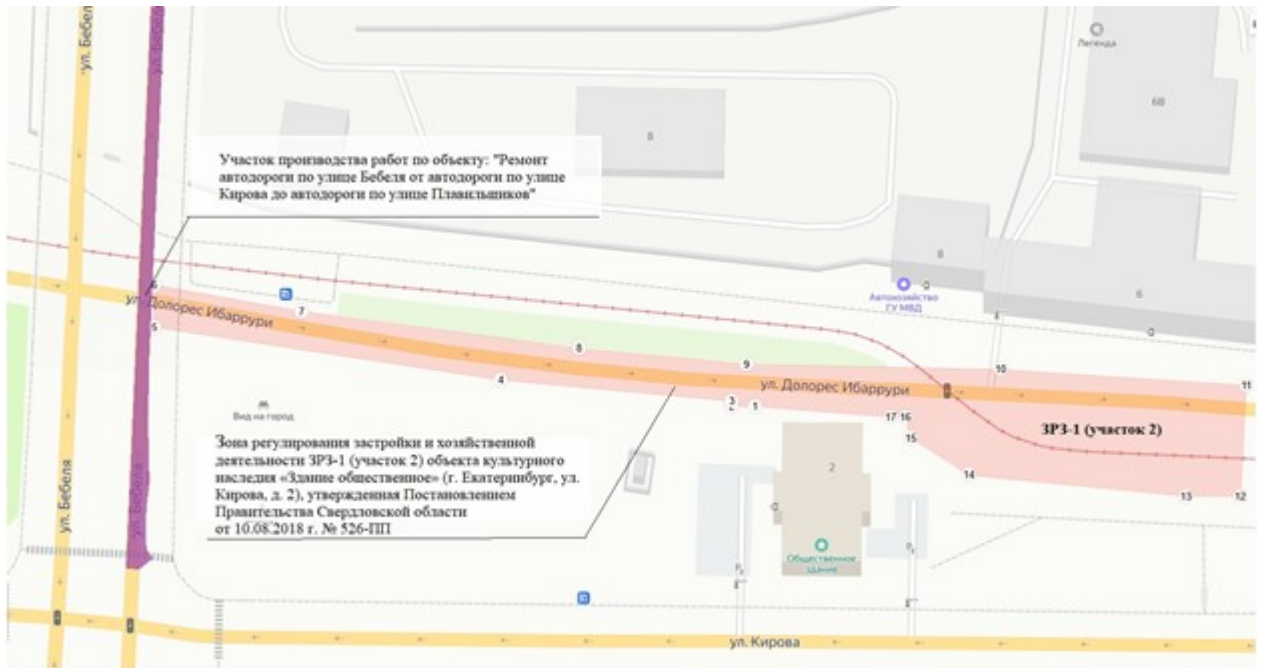 ул. Бебеля
ул. Бебеля
Легенда
6В
8
Участок производства работ по объекту: "Ремонт
автодороги по улице Бебеля от автодороги по улице
Кирова до автодороги по улице Плавильщиков"
8
Автохозяйство
ГУ МВД
6
6
ул. Долорес Ибаррури
7
5
8
9
10
11
4
ул. Долорес Ибаррури
3
2
1
17 16
15
ЗРЗ-1 (участок 2)
14
13
12
Вид на город
Зона регулирования застройки и хозяйственной
деятельности ЗРЗ-1 (участок 2) объекта культурного
наследия «Здание общественное» (г. Екатеринбург, ул.
Кирова, д. 2), утвержденная Постановлением
Правительства Свердловской области
от 10.08.2018 г. № 526-ПП
2
ул. Бебеля
ул. Бебеля
Общественное
здание
ул. Кирова